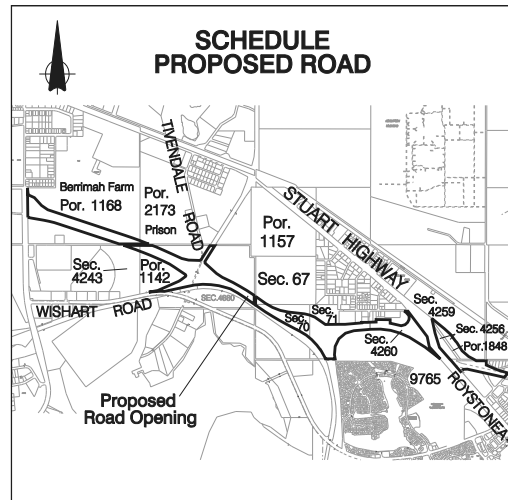 SCHEDULE
PROPOSED ROAD
TIVENDALE ROAD
Berrimah Farm
Por. 1168
Por.
2173
Prison
Por.
1157
STUART HIGHWAY
Sec.
4243
Por.
1142
Sec. 67
SEC.4660
WISHART ROAD
Sec.
70
Sec.
71
Sec.
4259
Sec. 4256
Por.1848
Sec.
4260
9765
ROYSTONEA
Proposed
Road Opening